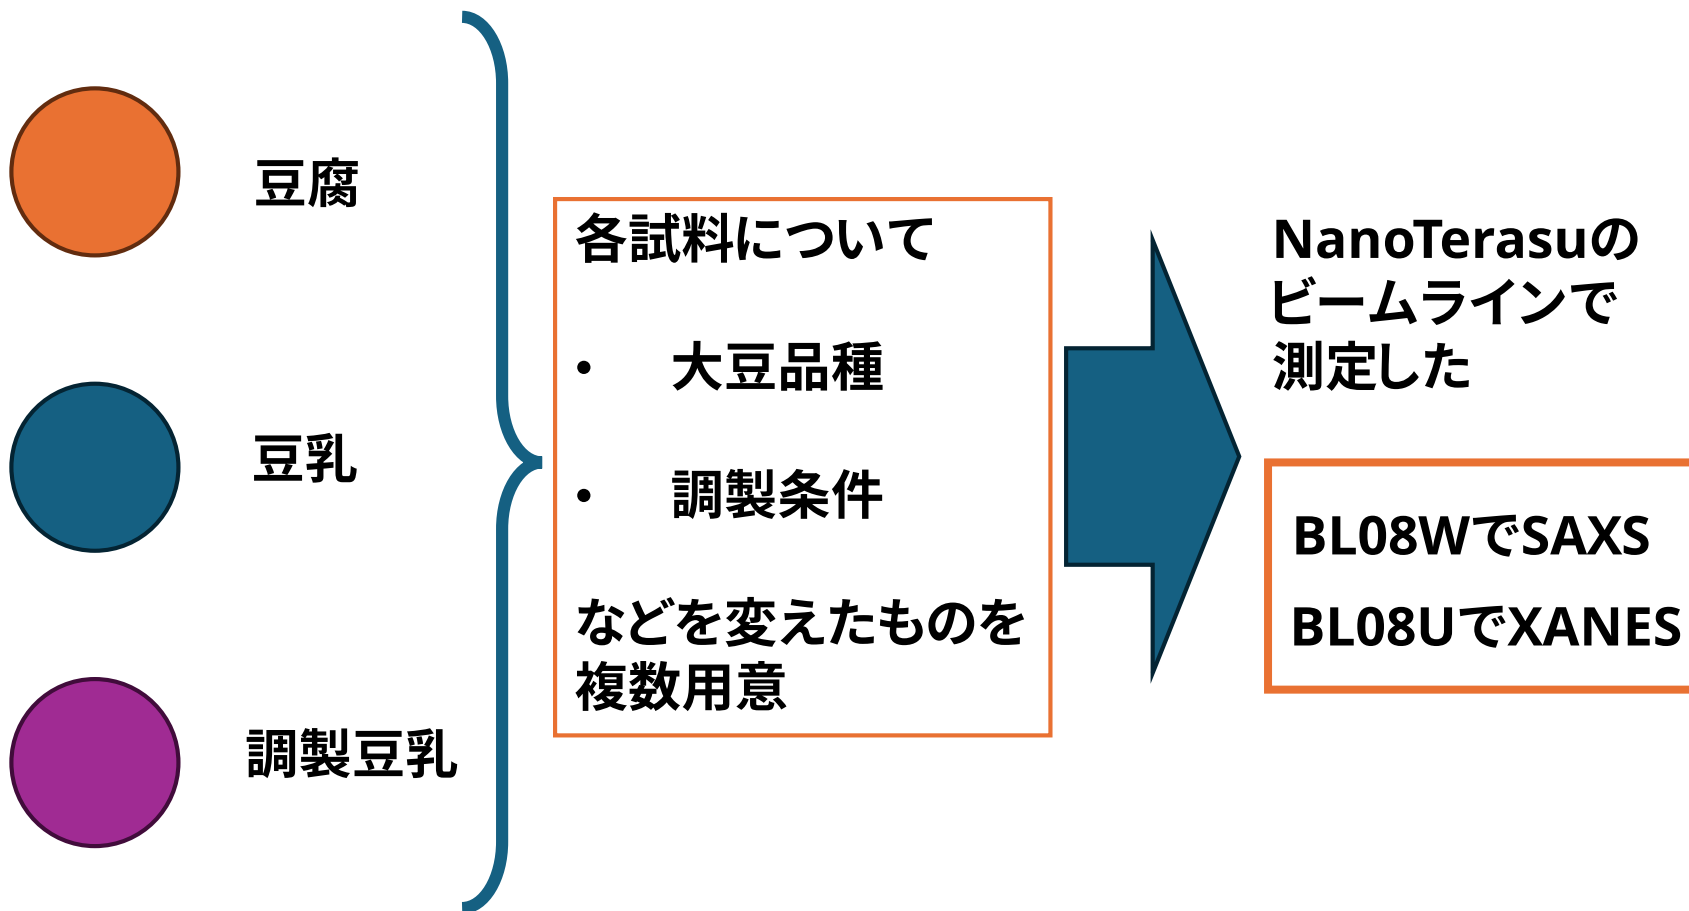 豆腐
豆乳
調製豆乳
各試料について
• 大豆品種
• 調製条件
などを変えたものを
複数用意
NanoTerasuの
ビームラインで
測定した
BL08WでSAXS
BL08UでXANES